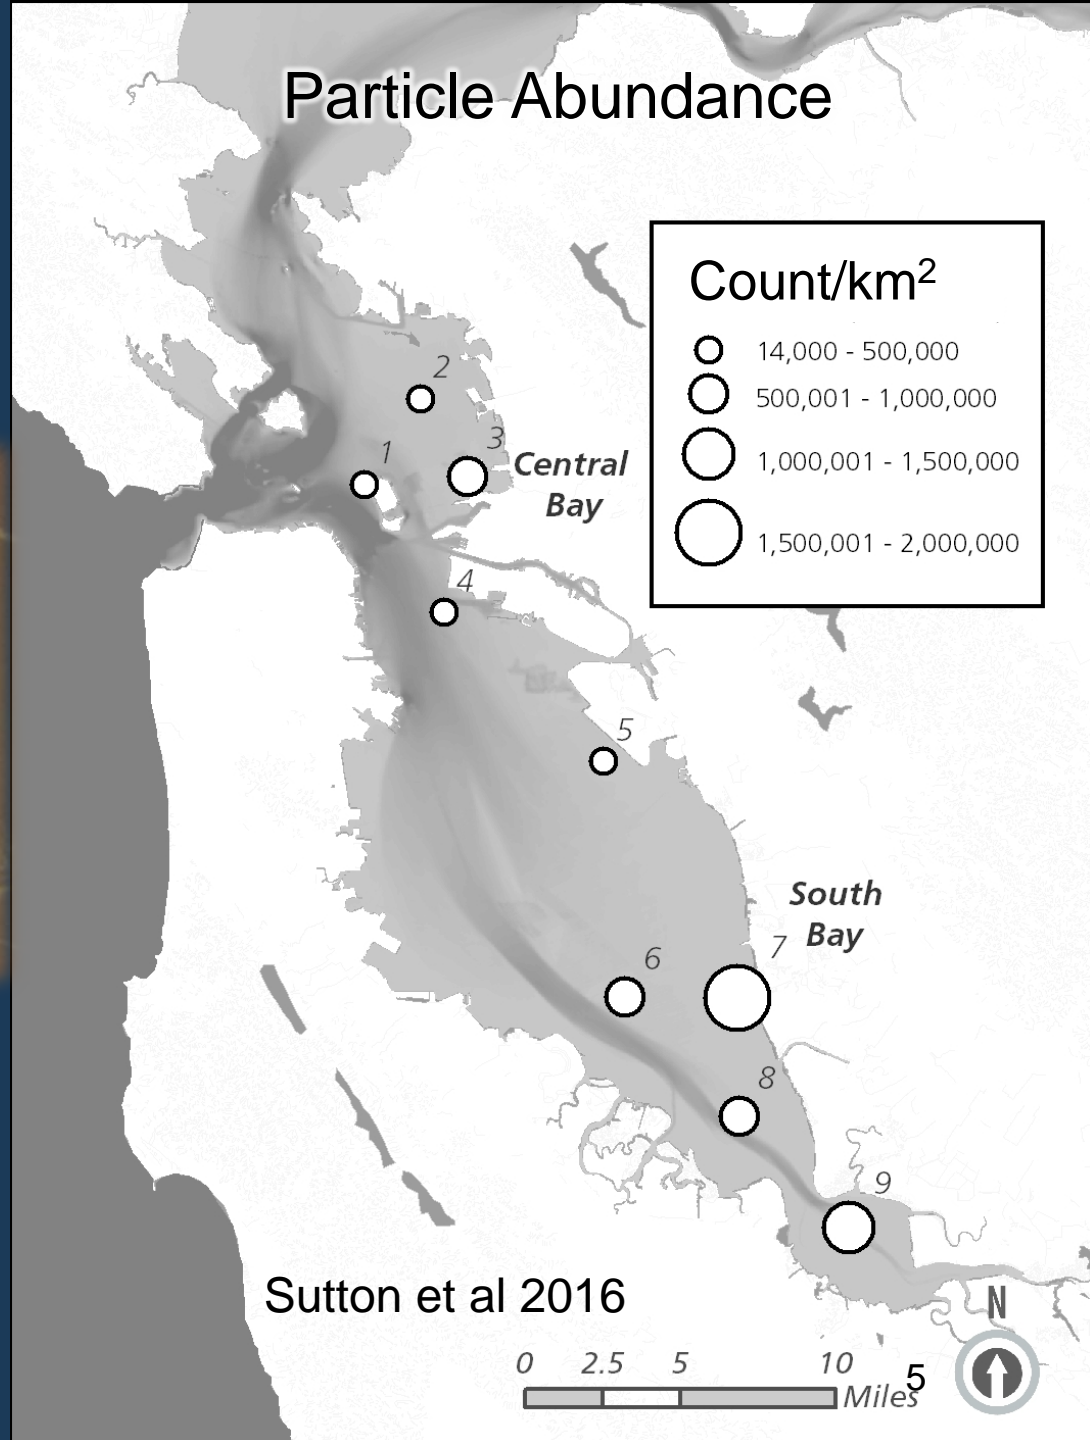 Particle Abundance
Count/km²
14,000 - 500,000
500,001 - 1,000,000
1,000,001 - 1,500,000
1,500,001 - 2,000,000
2
1
3
Central
Bay
4
5
South
Bay
6
7
8
9
Sutton et al 2016
N
0 2.5 5 10
Miles
5